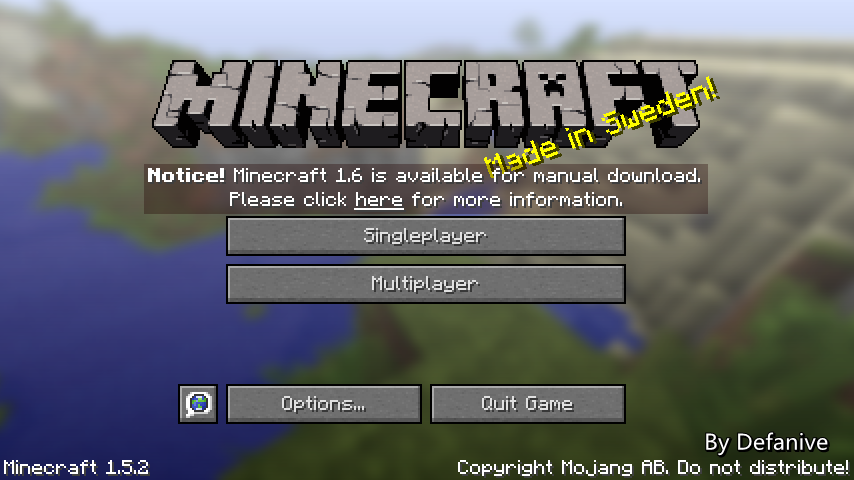 MINECRAFT
Made in Sweden!
Notice! Minecraft 1.6 is available for manual download.
Please click here for more information.
Singleplayer
Multiplayer
Options...
Quit Game
By Defanive
Minecraft 1.5.2
Copyright Mojang AB. Do not distribute!